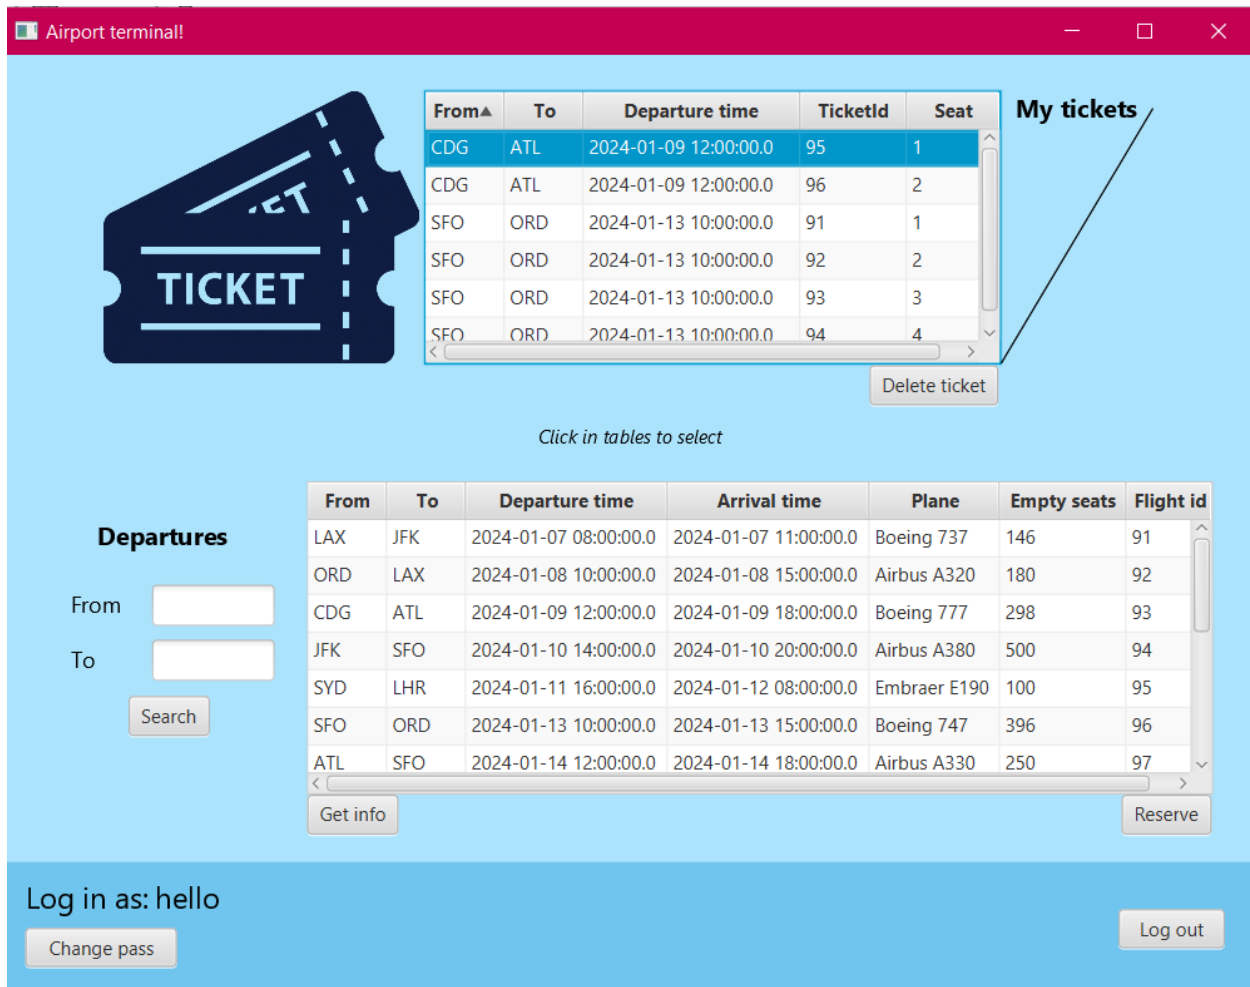 Airport terminal!
From To Departure time TicketId Seat
My tickets
CDG ATL 2024-01-09 12:00:00.0 95 1
CDG ATL 2024-01-09 12:00:00.0 96 2
SFO ORD 2024-01-13 10:00:00.0 91 1
SFO ORD 2024-01-13 10:00:00.0 92 2
SFO ORD 2024-01-13 10:00:00.0 93 3
SFO ORD 2024-01-13 10:00:00.0 94 4
TICKET
Delete ticket
Click in tables to select
Departures
From
To
Search
From To Departure time Arrival time Plane Empty seats Flight id
LAX JFK 2024-01-07 08:00:00.0 2024-01-07 11:00:00.0 Boeing 737 146 91
ORD LAX 2024-01-08 10:00:00.0 2024-01-08 15:00:00.0 Airbus A320 180 92
CDG ATL 2024-01-09 12:00:00.0 2024-01-09 18:00:00.0 Boeing 777 298 93
JFK SFO 2024-01-10 14:00:00.0 2024-01-10 20:00:00.0 Airbus A380 500 94
SYD LHR 2024-01-11 16:00:00.0 2024-01-12 08:00:00.0 Embraer E190 100 95
SFO ORD 2024-01-13 10:00:00.0 2024-01-13 15:00:00.0 Boeing 747 396 96
ATL SFO 2024-01-14 12:00:00.0 2024-01-14 18:00:00.0 Airbus A330 250 97
Get info
Reserve
Log in as: hello
Change pass
Log out